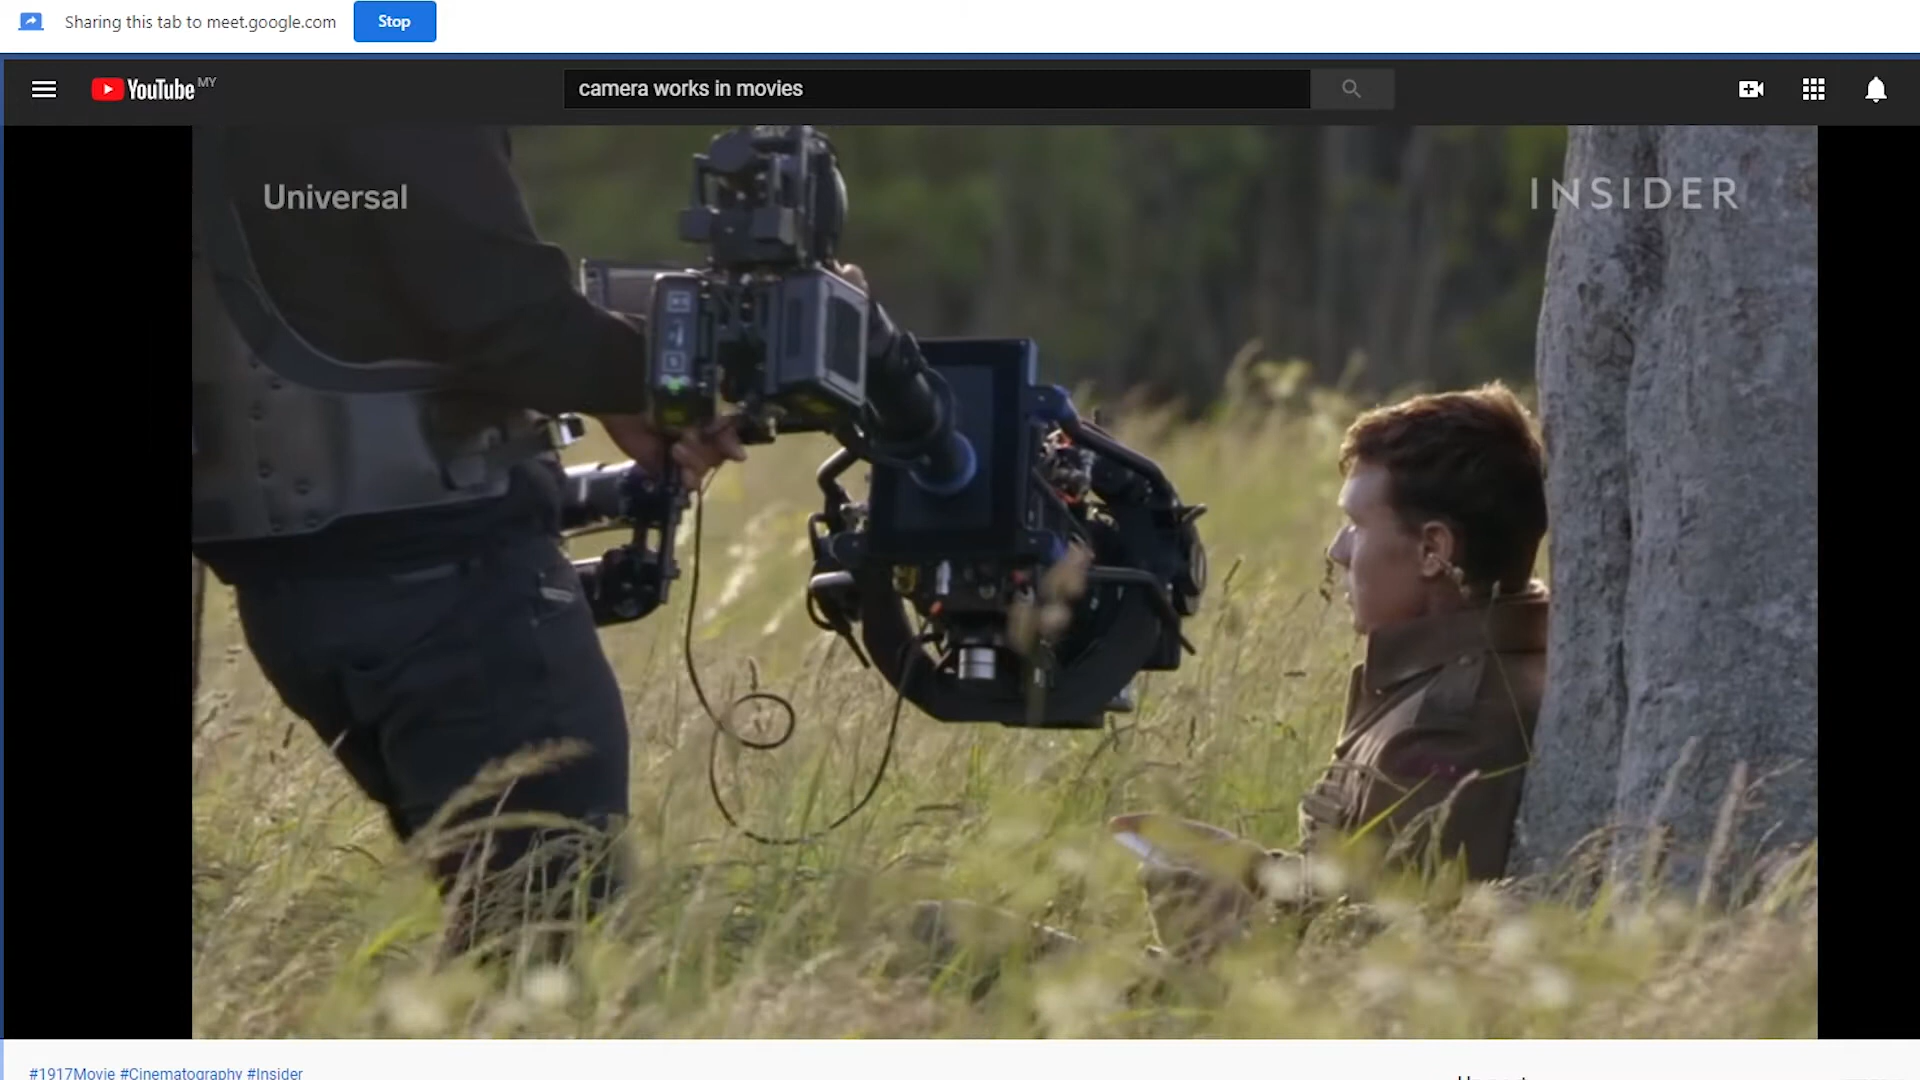 Sharing this tab to meet.google.com
Stop
YouTube MY
camera works in movies
Universal
INSIDER
#1917Movie #Cinematography #Insider